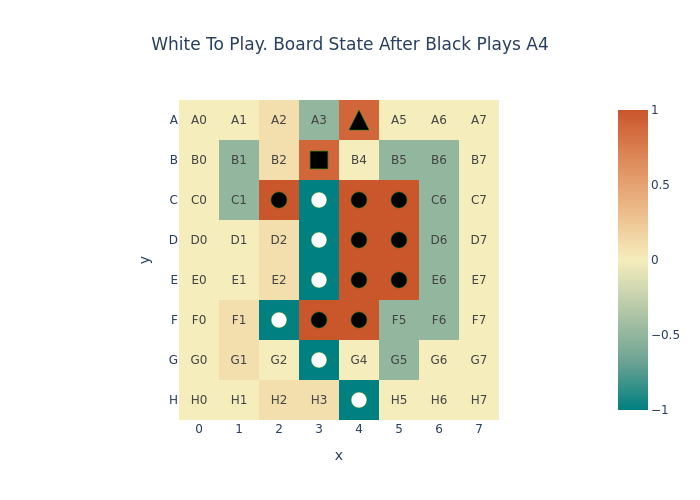 White To Play. Board State After Black Plays A4
A A0 A1 A2 A3 A5 A6 A7
B B0 B1 B2 B4 B5 B6 B7
C C0 C1 C6 C7
D D0 D1 D2 D6 D7
E E0 E1 E2 E6 E7
F F0 F1 F5 F6 F7
G G0 G1 G2 G4 G5 G6 G7
H H0 H1 H2 H3 H5 H6 H7
0 1 2 3 4 5 6 7
x
y
1
0.5
0
−0.5
−1